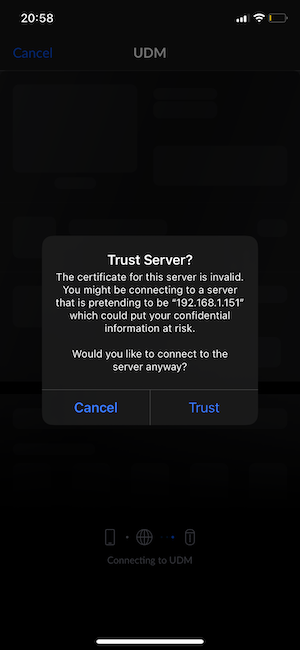 20:58
Cancel UDM
Trust Server?
The certificate for this server is invalid.
You might be connecting to a server
that is pretending to be “192.168.1.151”
which could put your confidential
information at risk.
Would you like to connect to the
server anyway?
Cancel Trust
Connecting to UDM